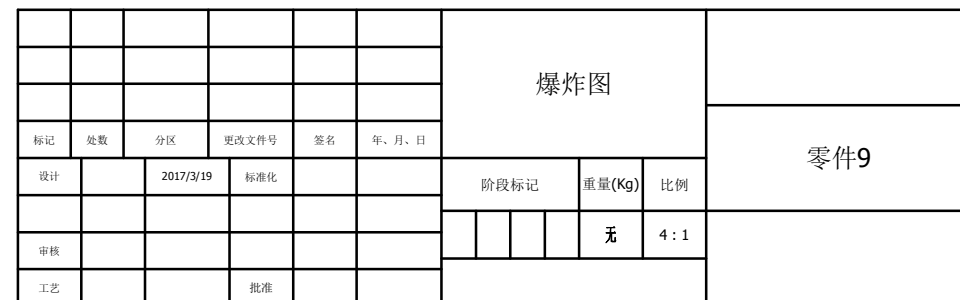 爆炸图
标记 处数 分区 更改文件号 签名 年、月、日
零件9
设计 2017/3/19 标准化
阶段标记 重量(Kg) 比例
无 4:1
审核
工艺 批准